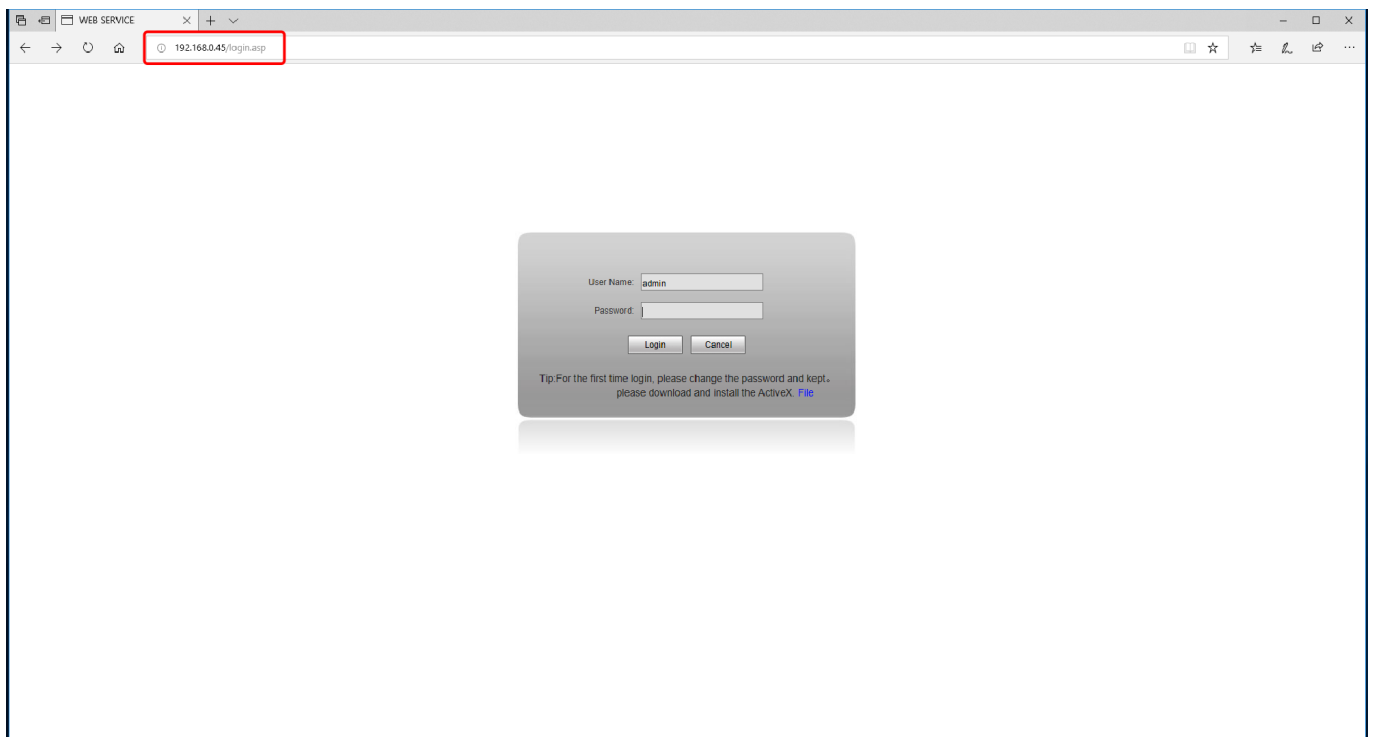 WEB SERVICE
192.168.0.45/login.asp
User Name: admin
Password:
Login Cancel
Tip:For the first time login, please change the password and kept。
please download and install the ActiveX. File